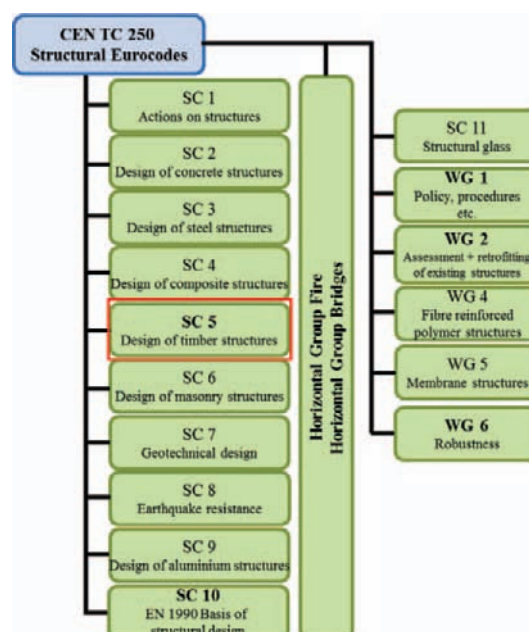 CEN TC 250
Structural Eurocodes
SC 1
Actions on structures
SC 2
Design of concrete structures
SC 3
Design of steel structures
SC 4
Design of composite structures
SC 5
Design of timber structures
SC 6
Design of masonry structures
SC 7
Geotechnical design
SC 8
Earthquake resistance
SC 9
Design of aluminium structures
SC 10
EN 1990 Basis of
structural design
Horizontal Group Fire
Horizontal Group Bridges
SC 11
Structural glass
WG 1
Policy, procedures
etc.
WG 2
Assessment + retrofitting
of existing structures
WG 4
Fibre reinforced
polymer structures
WG 5
Membrane structures
WG 6
Robustness